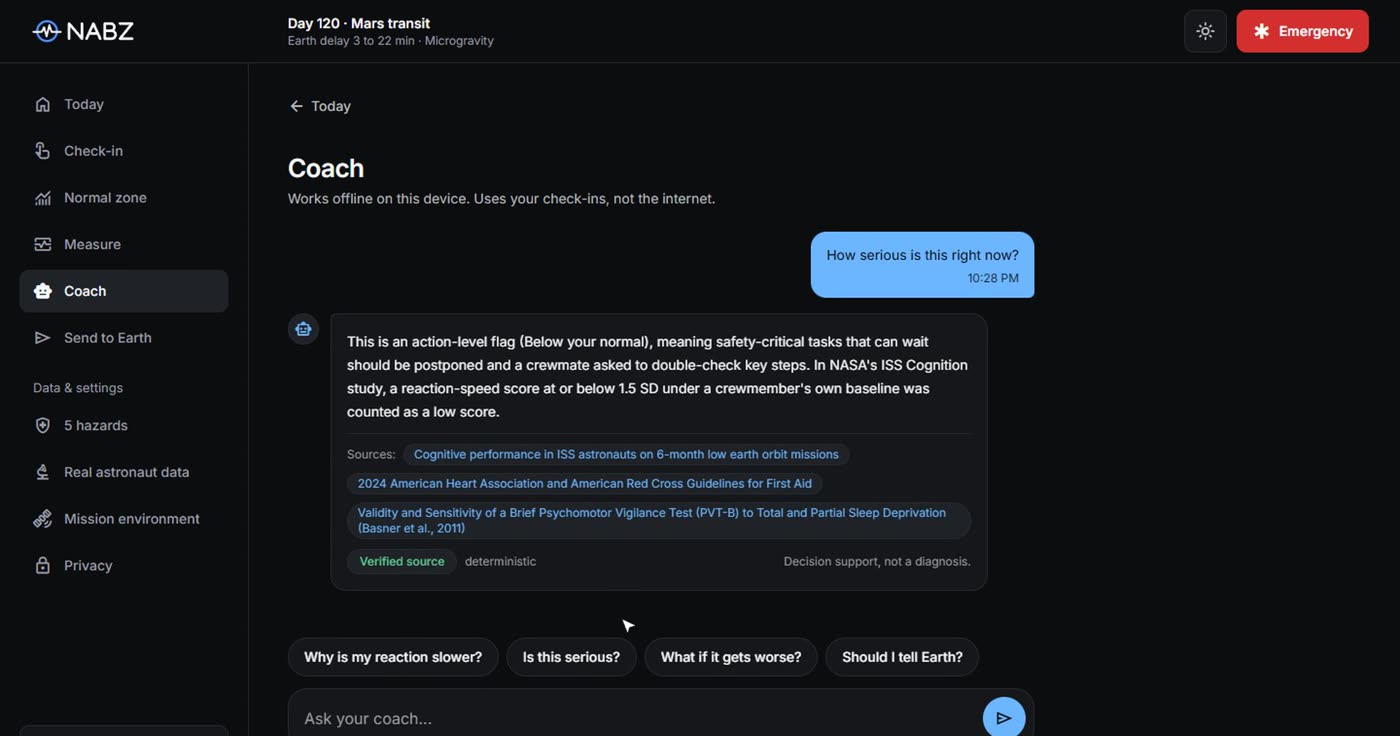 NABZ
Day 120 · Mars transit
Earth delay 3 to 22 min · Microgravity
Emergency
Today
Check-in
Normal zone
Measure
Coach
Send to Earth
Data & settings
5 hazards
Real astronaut data
Mission environment
Privacy
Today
Coach
Works offline on this device. Uses your check-ins, not the internet.
How serious is this right now?
10:28 PM
This is an action-level flag (Below your normal), meaning safety-critical tasks that can wait
should be postponed and a crewmate asked to double-check key steps. In NASA's ISS Cognition
study, a reaction-speed score at or below 1.5 SD under a crewmember's own baseline was
counted as a low score.
Sources: Cognitive performance in ISS astronauts on 6-month low earth orbit missions
2024 American Heart Association and American Red Cross Guidelines for First Aid
Validity and Sensitivity of a Brief Psychomotor Vigilance Test (PVT-B) to Total and Partial Sleep Deprivation
(Basner et al., 2011)
Verified source deterministic Decision support, not a diagnosis.
Why is my reaction slower? Is this serious? What if it gets worse? Should I tell Earth?
Ask your coach...